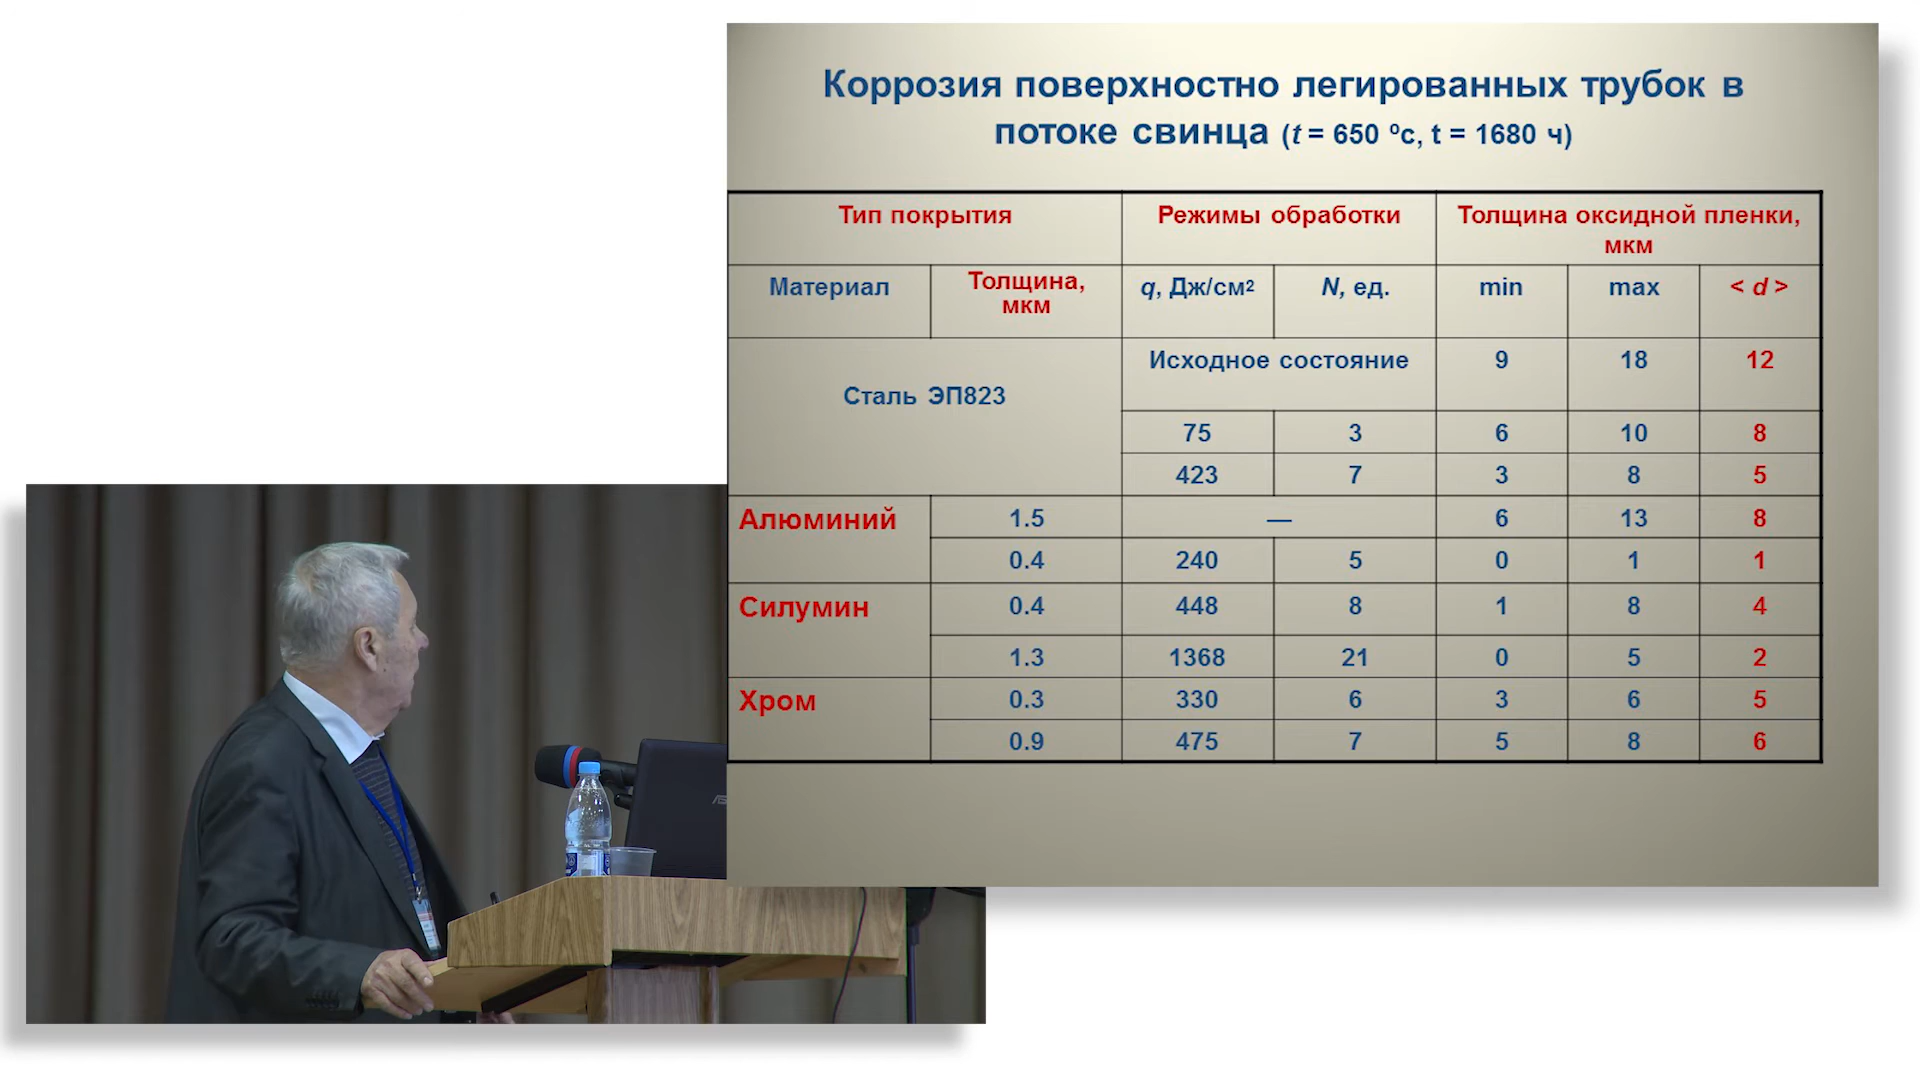 Коррозия поверхностно легированных трубок в
потоке свинца (t = 650 ºс, t = 1680 ч)
Тип покрытия Режимы обработки Толщина оксидной пленки,
мкм
Материал Толщина, мкм q, Дж/см2 N, ед. min max < d >
Сталь ЭП823 Исходное состояние 9 18 12
75 3 6 10 8
423 7 3 8 5
Алюминий 1.5 — 6 13 8
0.4 240 5 0 1 1
Силумин 0.4 448 8 1 8 4
1.3 1368 21 0 5 2
Хром 0.3 330 6 3 6 5
0.9 475 7 5 8 6